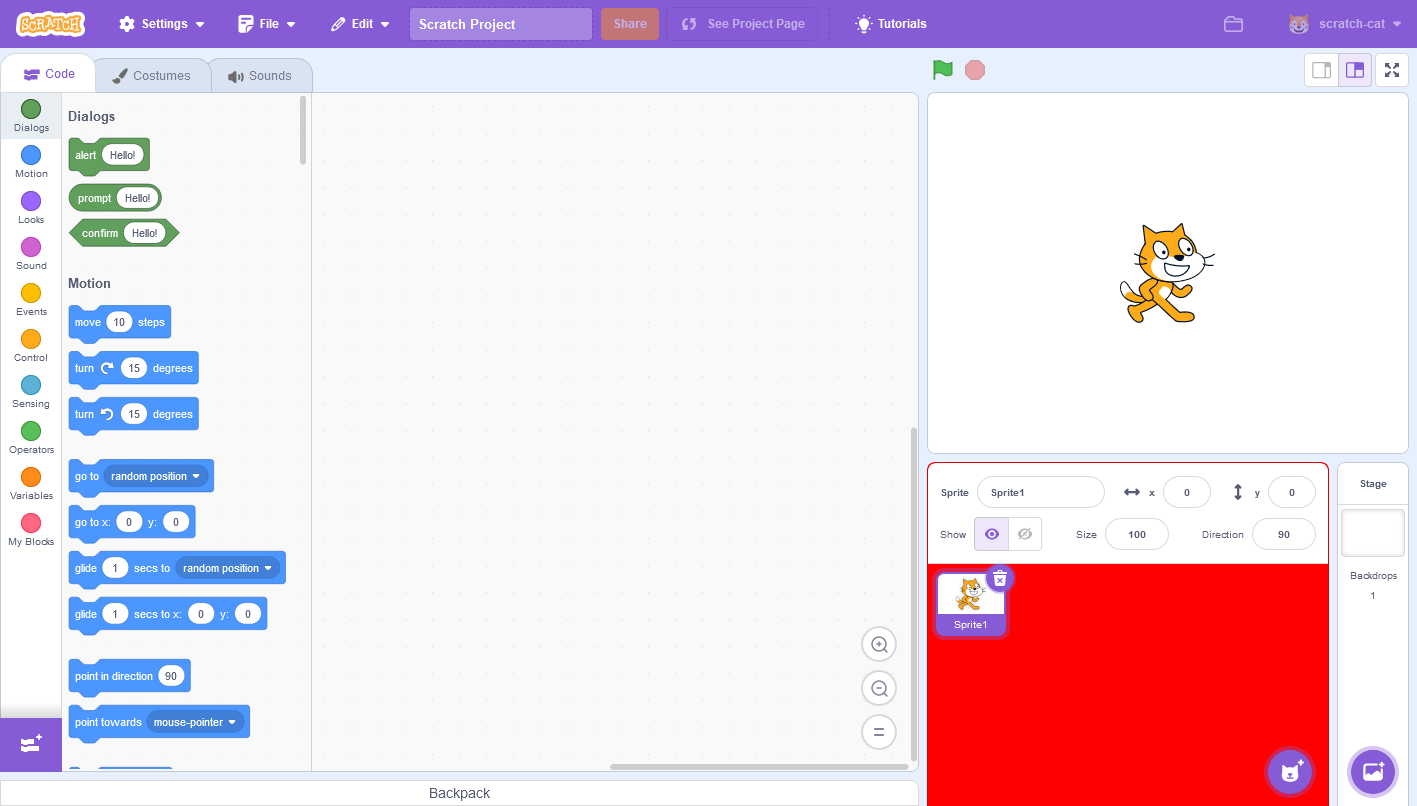 SCRATCH
Settings
File
Edit
Scratch Project
Share
See Project Page
Tutorials
scratch-cat
Code
Costumes
Sounds
Dialogs
Motion
Looks
Sound
Events
Control
Sensing
Operators
Variables
My Blocks
Dialogs
alert Hello!
prompt Hello!
confirm Hello!
Motion
move 10 steps
turn 15 degrees
turn 15 degrees
go to random position
go to x: 0 y: 0
glide 1 secs to random position
glide 1 secs to x: 0 y: 0
point in direction 90
point towards mouse-pointer
Backpack
Sprite Sprite1 x 0 y 0
Show Size 100 Direction 90
Sprite1
Stage
Backdrops
1